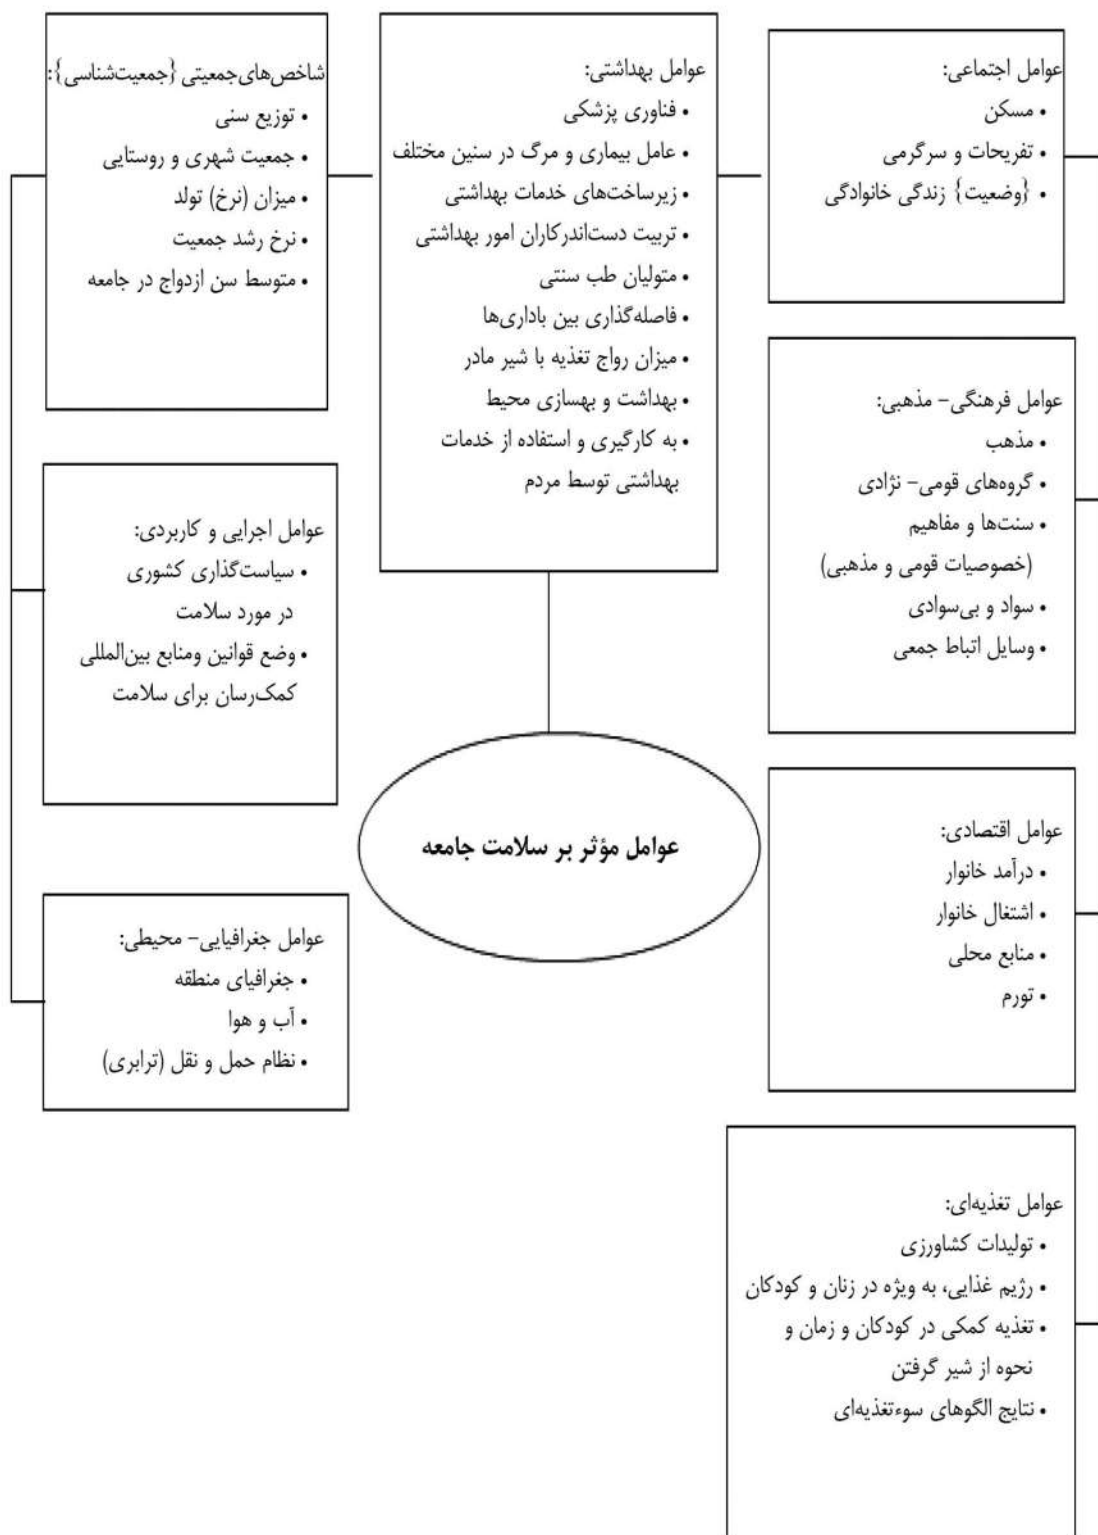 عوامل اجتماعی:
• مسکن
• تفریحات و سرگرمی
• {وضعیت} زندگی خانوادگی
عوامل بهداشتی:
• فناوری پزشکی
• عامل بیماری و مرگ در سنین مختلف
• زیرساخت‌های خدمات بهداشتی
• تربیت دست‌اندرکاران امور بهداشتی
• متولیان طب سنتی
• فاصله‌گذاری بین باداری‌ها
• میزان رواج تغذیه با شیر مادر
• بهداشت و بهسازی محیط
• به کارگیری و استفاده از خدمات
بهداشتی توسط مردم
شاخص‌های جمعیتی {جمعیت‌شناسی}:
• توزیع سنی
• جمعیت شهری و روستایی
• میزان (نرخ) تولد
• نرخ رشد جمعیت
• متوسط سن ازدواج در جامعه
عوامل فرهنگی- مذهبی:
• مذهب
• گروه‌های قومی- نژادی
• سنت‌ها و مفاهیم
(خصوصیات قومی و مذهبی)
• سواد و بی‌سوادی
• وسایل اتباط جمعی
عوامل اجرایی و کاربردی:
• سیاست‌گذاری کشوری
در مورد سلامت
• وضع قوانین ومنابع بین‌المللی
کمک‌رسان برای سلامت
عوامل مؤثر بر سلامت جامعه
عوامل اقتصادی:
• درآمد خانوار
• اشتغال خانوار
• منابع محلی
• تورم
عوامل جغرافیایی- محیطی:
• جغرافیای منطقه
• آب و هوا
• نظام حمل و نقل (ترابری)
عوامل تغذیه‌ای:
• تولیدات کشاورزی
• رژیم غذایی، به ویژه در زنان و کودکان
• تغذیه کمکی در کودکان و زمان و
نحوه از شیر گرفتن
• نتایج الگوهای سوءتغذیه‌ای